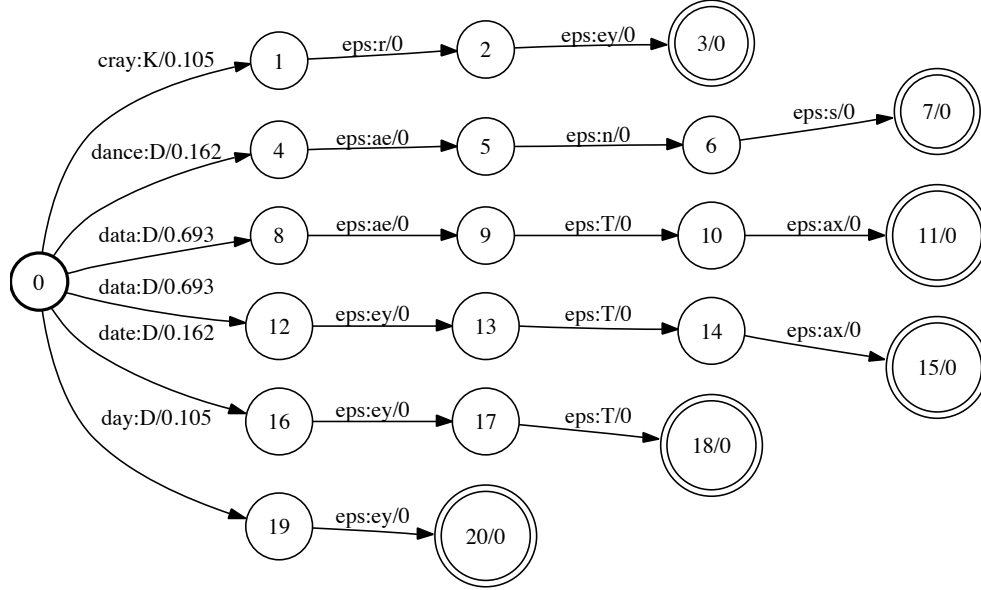 cray:K/0.105 1 eps:r/0 2 eps:ey/0 3/0
dance:D/0.162 4 eps:ae/0 5 eps:n/0 6 eps:s/0 7/0
data:D/0.693 8 eps:ae/0 9 eps:T/0 10 eps:ax/0 11/0
0
data:D/0.693 12 eps:ey/0 13 eps:T/0 14 eps:ax/0 15/0
date:D/0.162 16 eps:ey/0 17 eps:T/0 18/0
day:D/0.105 19 eps:ey/0 20/0